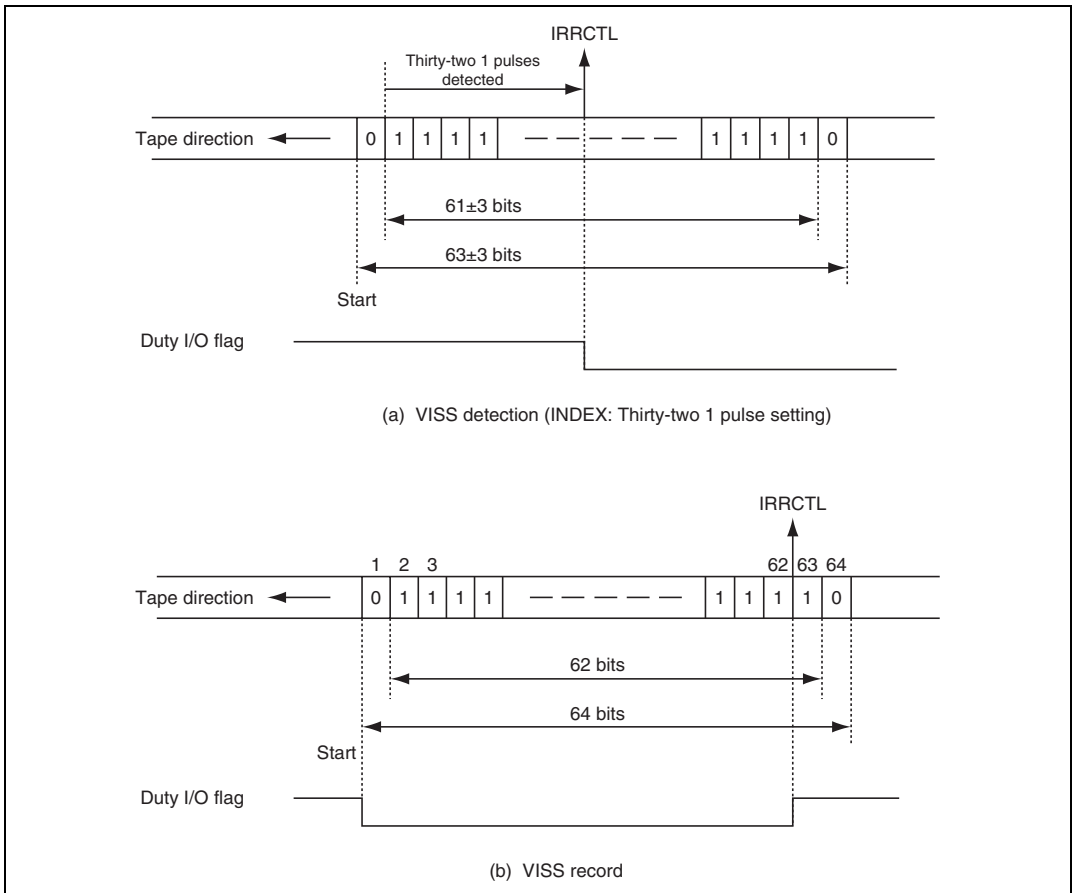 IRRCTL
Thirty-two 1 pulses
detected
Tape direction 0 1 1 1 1 1 1 1 1 0
61±3 bits
63±3 bits
Start
Duty I/O flag
(a) VISS detection (INDEX: Thirty-two 1 pulse setting)
IRRCTL
1 2 3 62 63 64
Tape direction 0 1 1 1 1 1 1 1 1 0
62 bits
64 bits
Start
Duty I/O flag
(b) VISS record